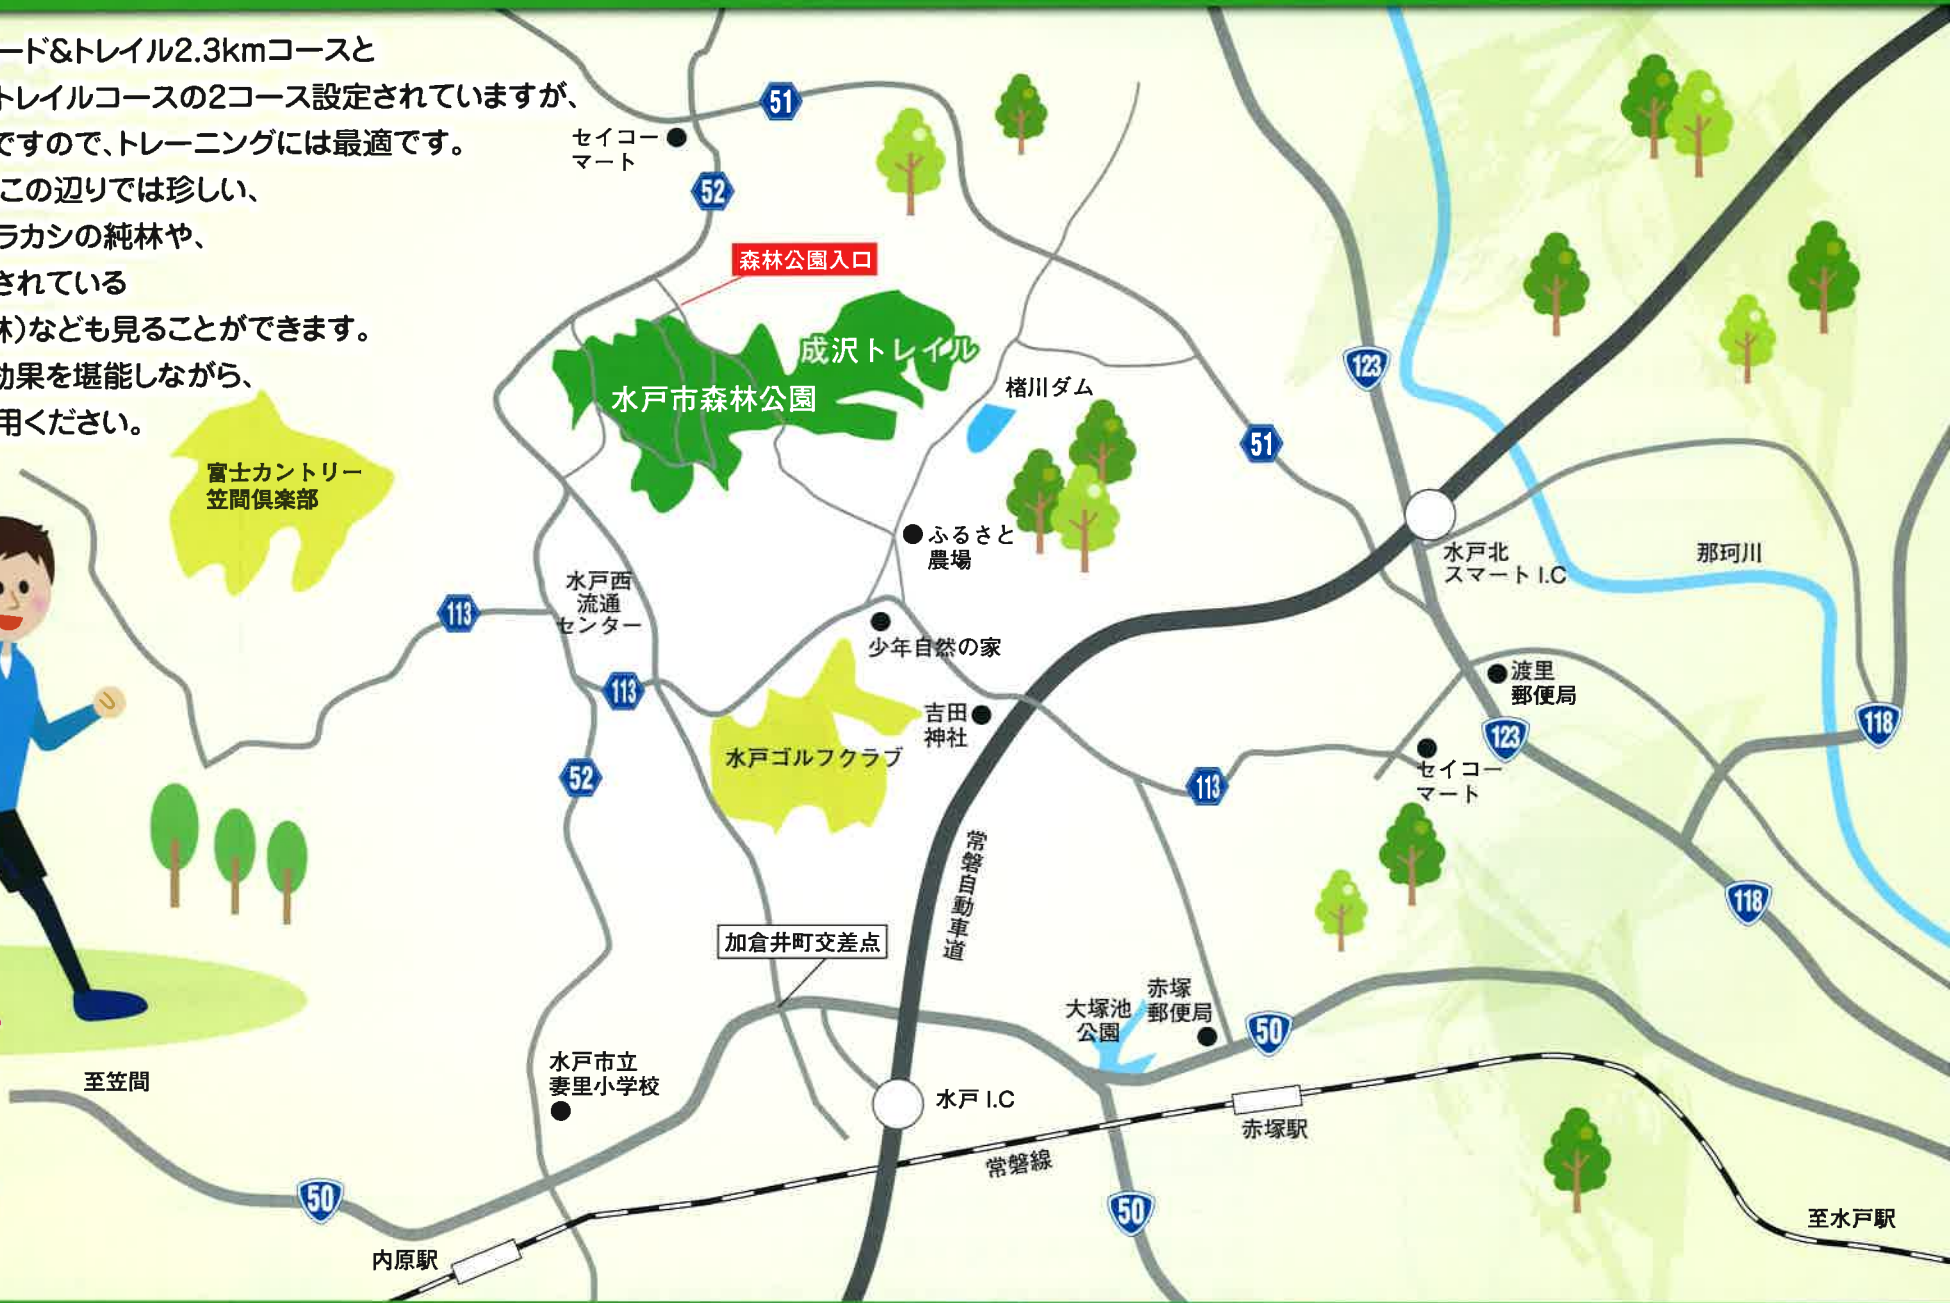 ード&トレイル2.3kmコースと
トレイルコースの2コース設定されていますが、
ですので、トレーニングには最適です。
この辺りでは珍しい、
ラカシの純林や、
されている
林)なども見ることができます。
効果を堪能しながら、
用ください。
51
セイコー
マート
52
森林公園入口
成沢トレイル
水戸市森林公園
楮川ダム
123
51
富士カントリー
笠間倶楽部
ふるさと
農場
水戸北
スマートI.C
那珂川
水戸西
流通
センター
113
少年自然の家
113
吉田
神社
渡里
郵便局
123
118
水戸ゴルフクラブ
52
113
セイコー
マート
常磐自動車道
118
加倉井町交差点
大塚池
公園
赤塚
郵便局
50
水戸市立
妻里小学校
至笠間
水戸I.C
赤塚駅
常磐線
50
50
内原駅
至水戸駅